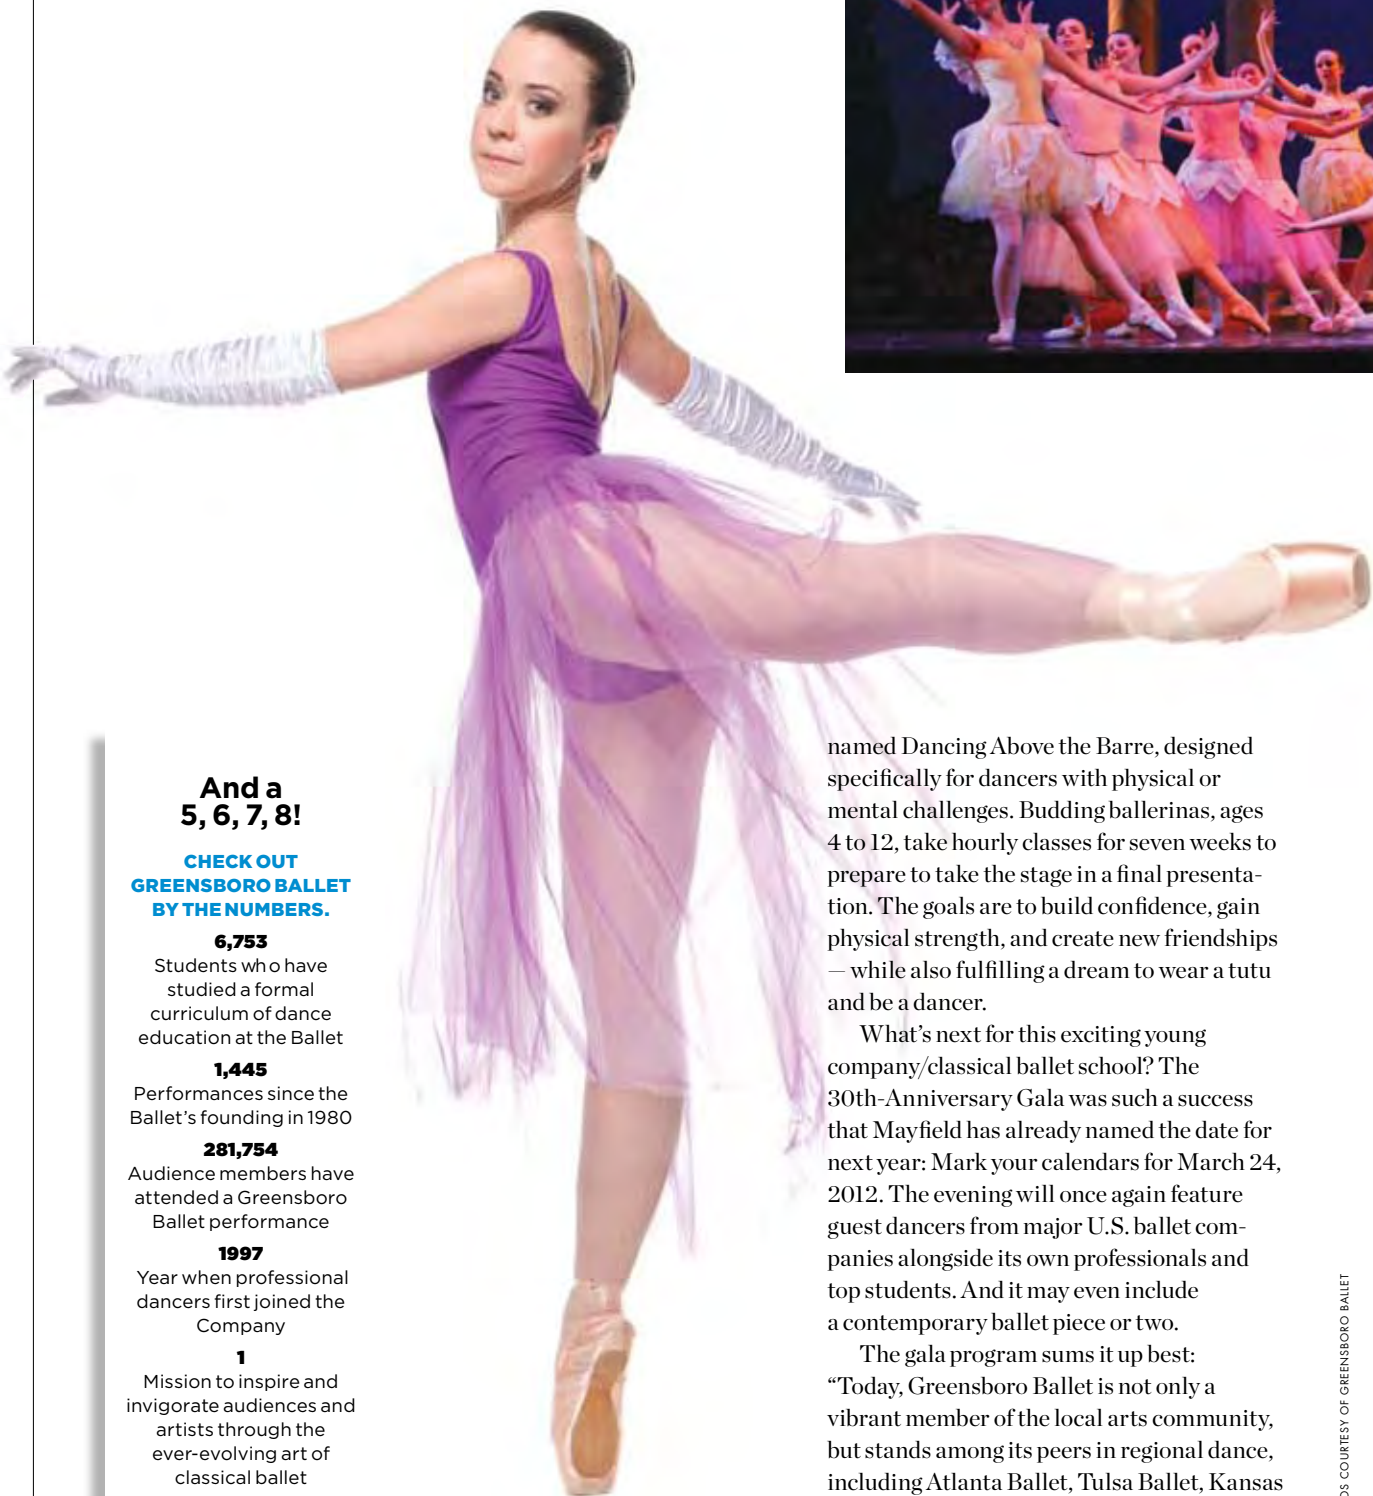 And a
5, 6, 7, 8!
CHECK OUT
GREENSBORO BALLET
BY THE NUMBERS.
6,753
Students who have
studied a formal
curriculum of dance
education at the Ballet
1,445
Performances since the
Ballet’s founding in 1980
281,754
Audience members have
attended a Greensboro
Ballet performance
1997
Year when professional
dancers first joined the
Company
1
Mission to inspire and
invigorate audiences and
artists through the
ever-evolving art of
classical ballet
named Dancing Above the Barre, designed
specifically for dancers with physical or
mental challenges. Budding ballerinas, ages
4 to 12, take hourly classes for seven weeks to
prepare to take the stage in a final presenta-
tion. The goals are to build confidence, gain
physical strength, and create new friendships
— while also fulfilling a dream to wear a tutu
and be a dancer.
What’s next for this exciting young
company/classical ballet school? The
30th-Anniversary Gala was such a success
that Mayfield has already named the date for
next year: Mark your calendars for March 24,
2012. The evening will once again feature
guest dancers from major U.S. ballet com-
panies alongside its own professionals and
top students. And it may even include
a contemporary ballet piece or two.
The gala program sums it up best:
“Today, Greensboro Ballet is not only a
vibrant member of the local arts community,
but stands among its peers in regional dance,
including Atlanta Ballet, Tulsa Ballet, Kansas
COURTESY OF GREENSBORO BALLET